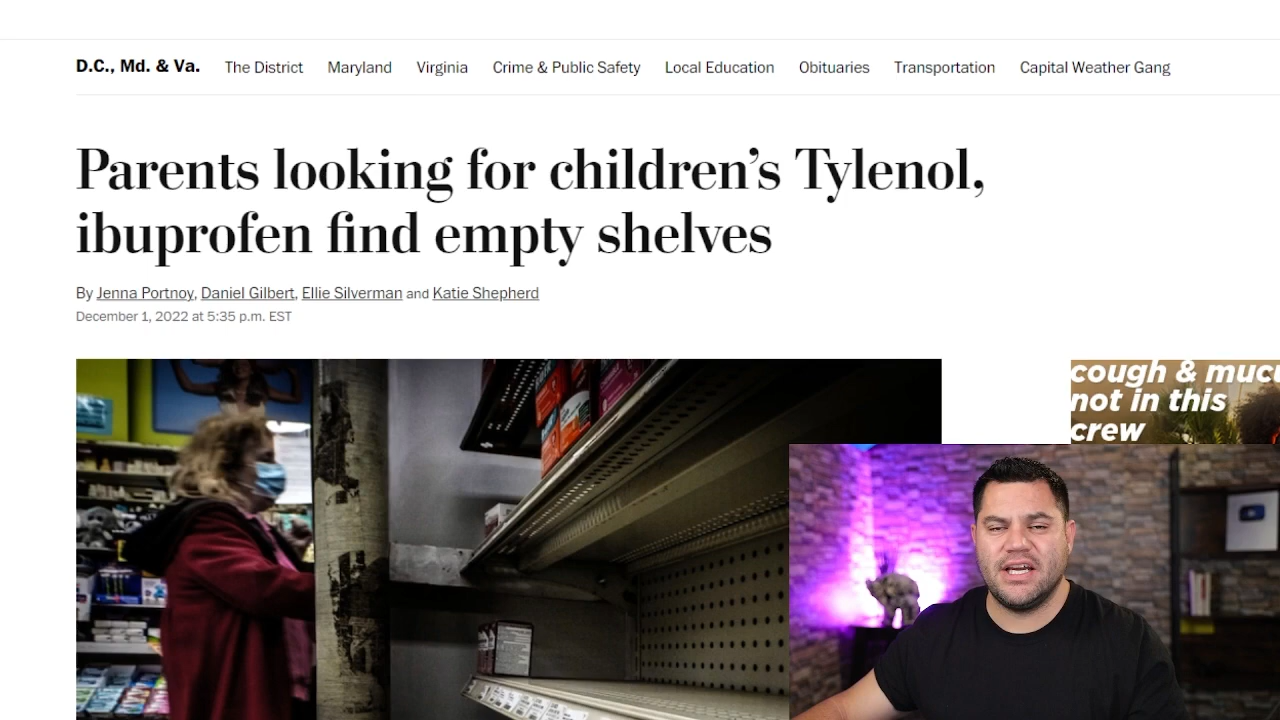 D.C., Md. & Va. The District Maryland Virginia Crime & Public Safety Local Education Obituaries Transportation Capital Weather Gang
Parents looking for children’s Tylenol,
ibuprofen find empty shelves
By Jenna Portnoy, Daniel Gilbert, Ellie Silverman and Katie Shepherd
December 1, 2022 at 5:35 p.m. EST
cough &
not in this
crew